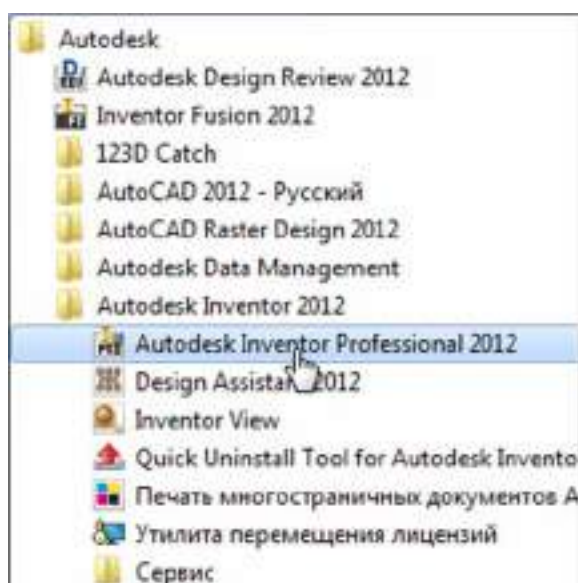 Autodesk
Autodesk Design Review 2012
Inventor Fusion 2012
123D Catch
AutoCAD 2012 - Русский
AutoCAD Raster Design 2012
Autodesk Data Management
Autodesk Inventor 2012
Autodesk Inventor Professional 2012
Design Assistant 2012
Inventor View
Quick Uninstall Tool for Autodesk Invento
Печать многостраничных документов A
Утилита перемещения лицензий
Сервис